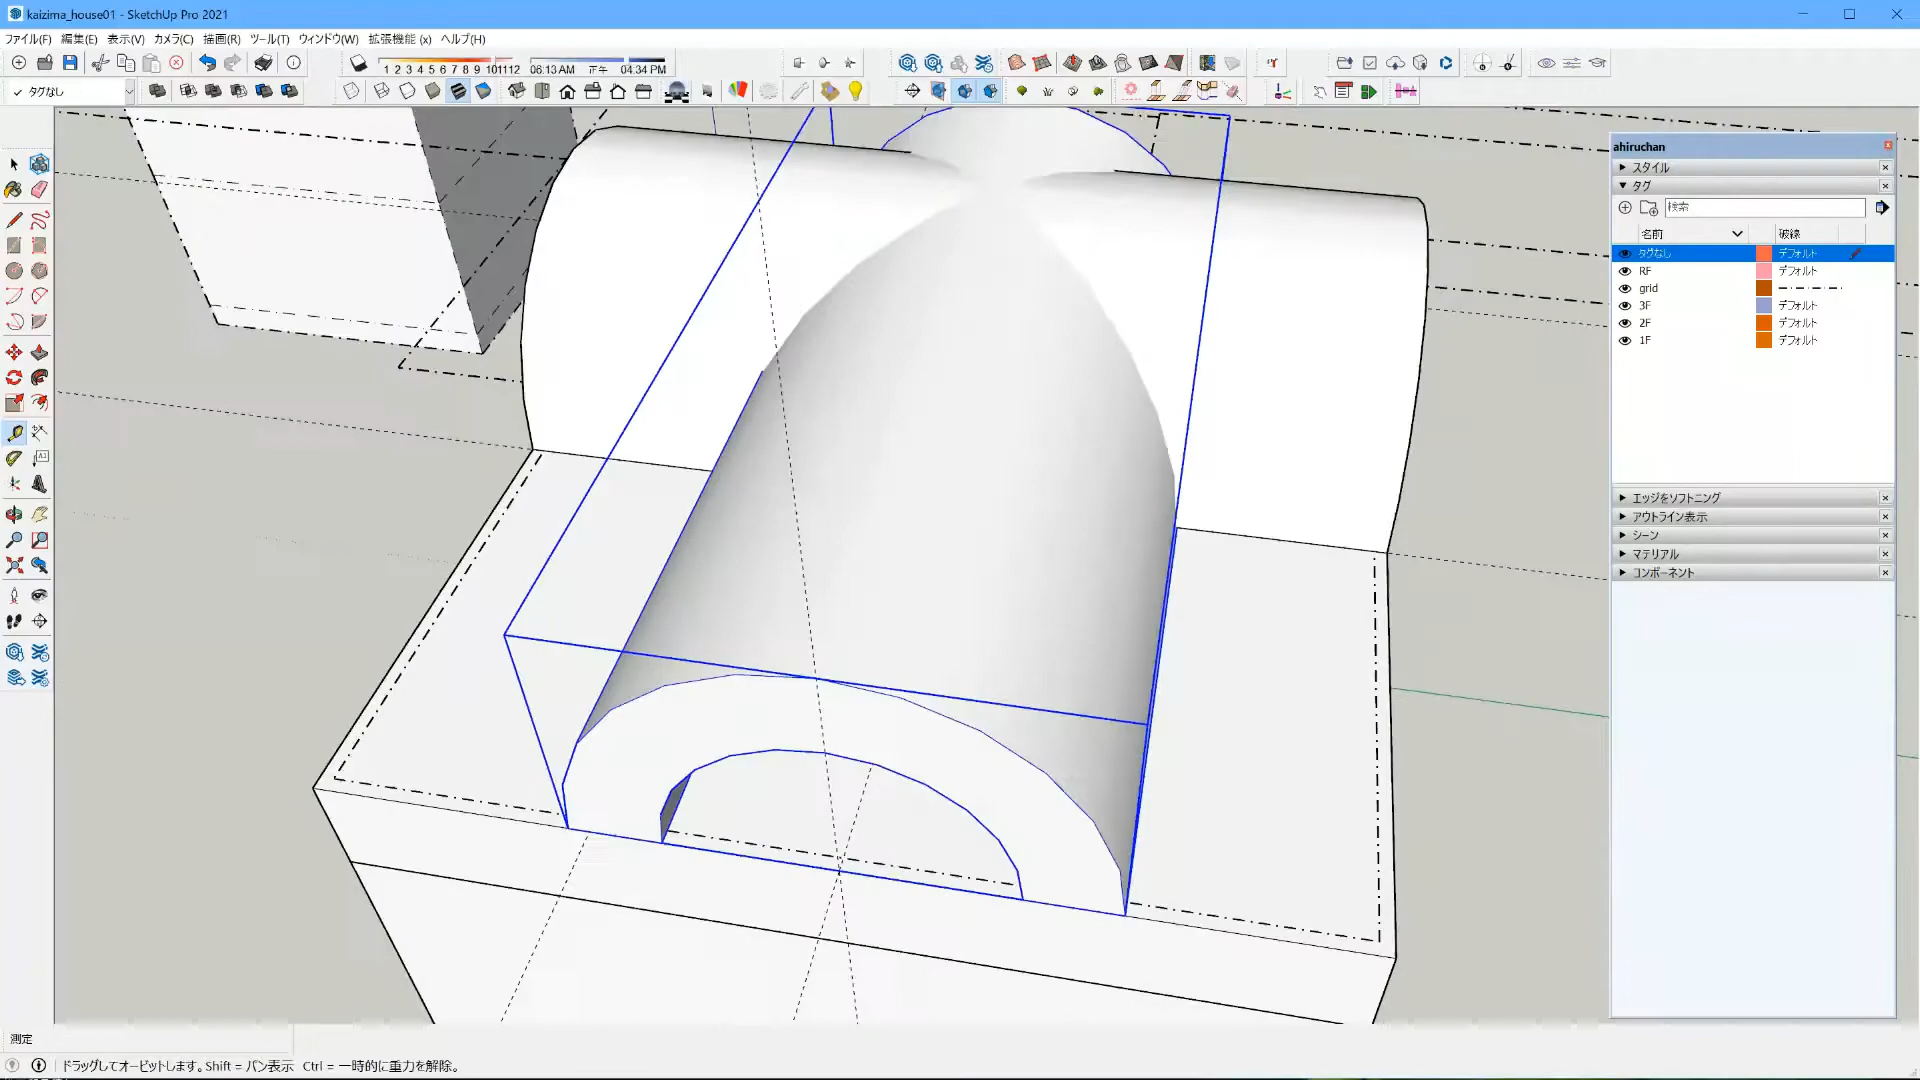 kaizima_house01 - SketchUp Pro 2021
ファイル(F) 編集(E) 表示(V) カメラ(C) 描画(R) ツール(T) ウィンドウ(W) 拡張機能 (x) ヘルプ(H)
1 2 3 4 5 6 7 8 9 101112 06:13 AM 正午 04:34 PM
タグなし
ahiruchan
スタイル
タグ
検索
名前 破線
タグなし デフォルト
RF デフォルト
grid
3F デフォルト
2F デフォルト
1F デフォルト
エッジをソフトニング
アウトライン表示
シーン
マテリアル
コンポーネント
測定
ドラッグしてオービットします。Shift = パン表示 Ctrl = 一時的に重力を解除。